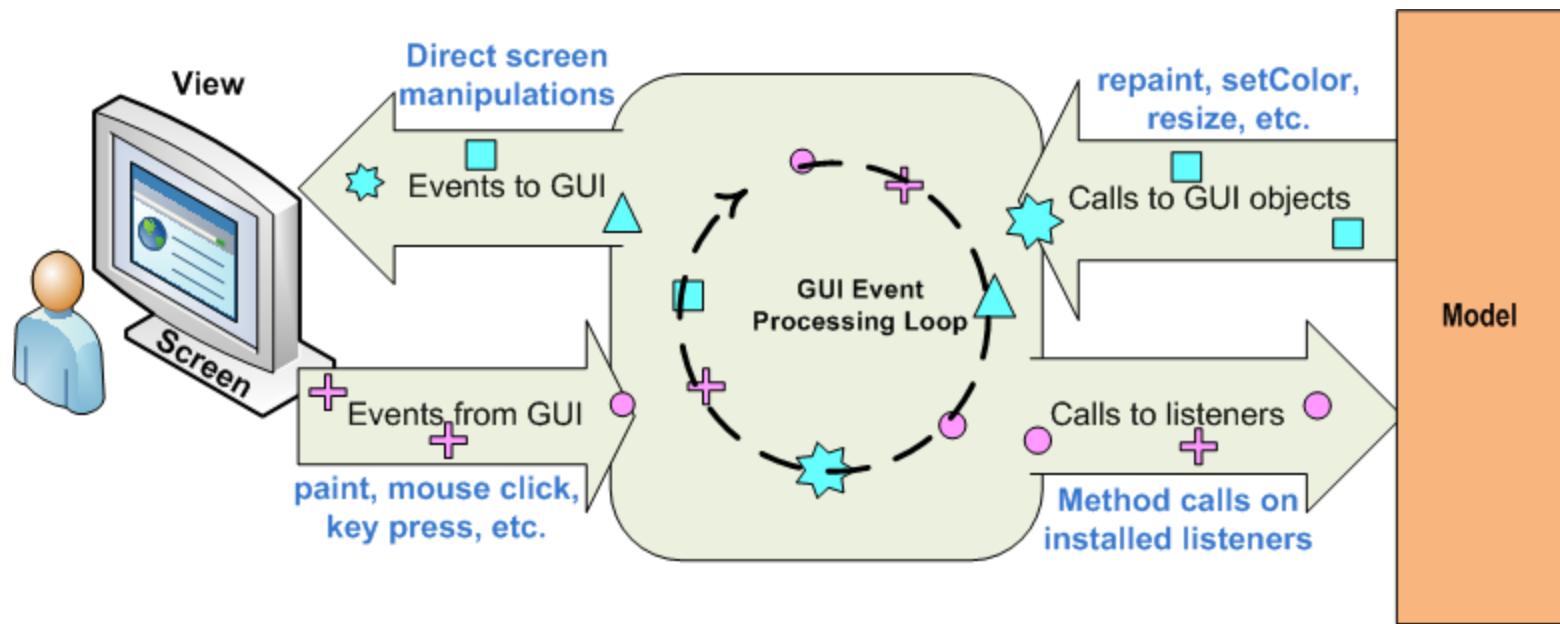 View
Direct screen
manipulations
Events to GUI
Screen
Events from GUI
paint, mouse click,
key press, etc.
GUI Event
Processing Loop
repaint, setColor,
resize, etc.
Calls to GUI objects
Calls to listeners
Method calls on
installed listeners
Model